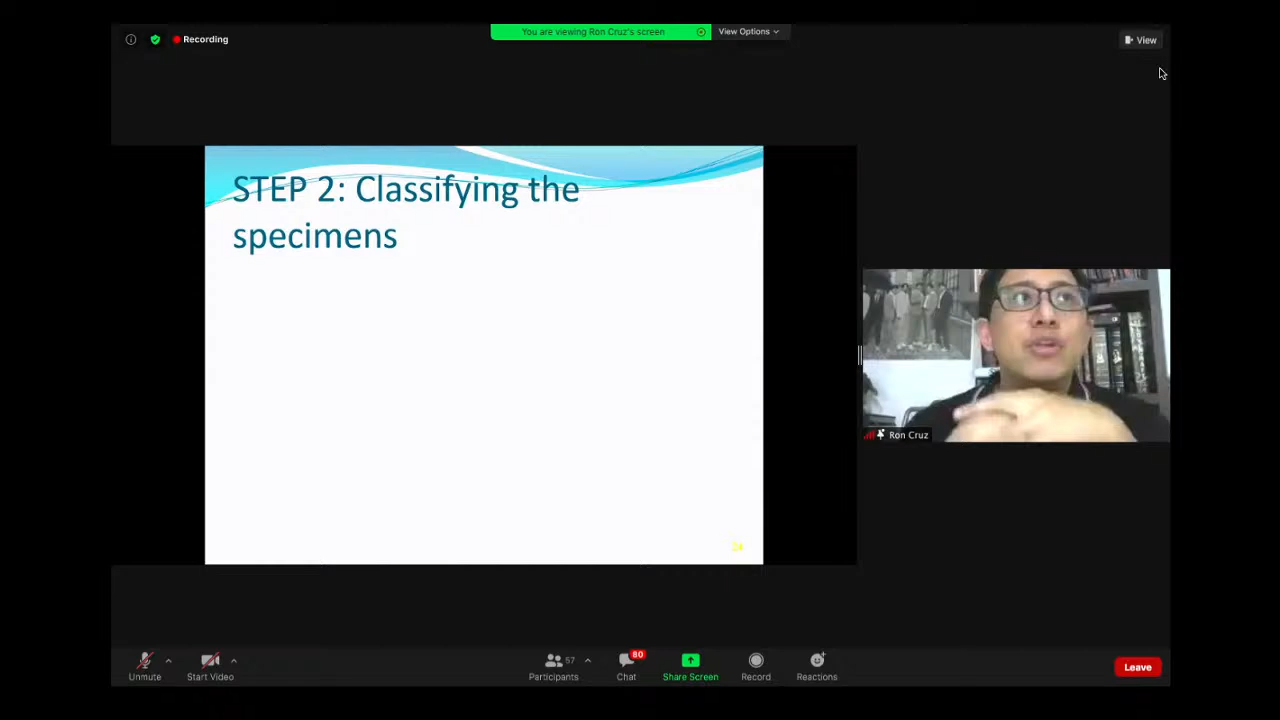 Recording
You are viewing Ron Cruz's screen
View Options
View
STEP 2: Classifying the
specimens
Ron Cruz
Unmute
Start Video
57
Participants
80
Chat
Share Screen
Record
Reactions
Leave